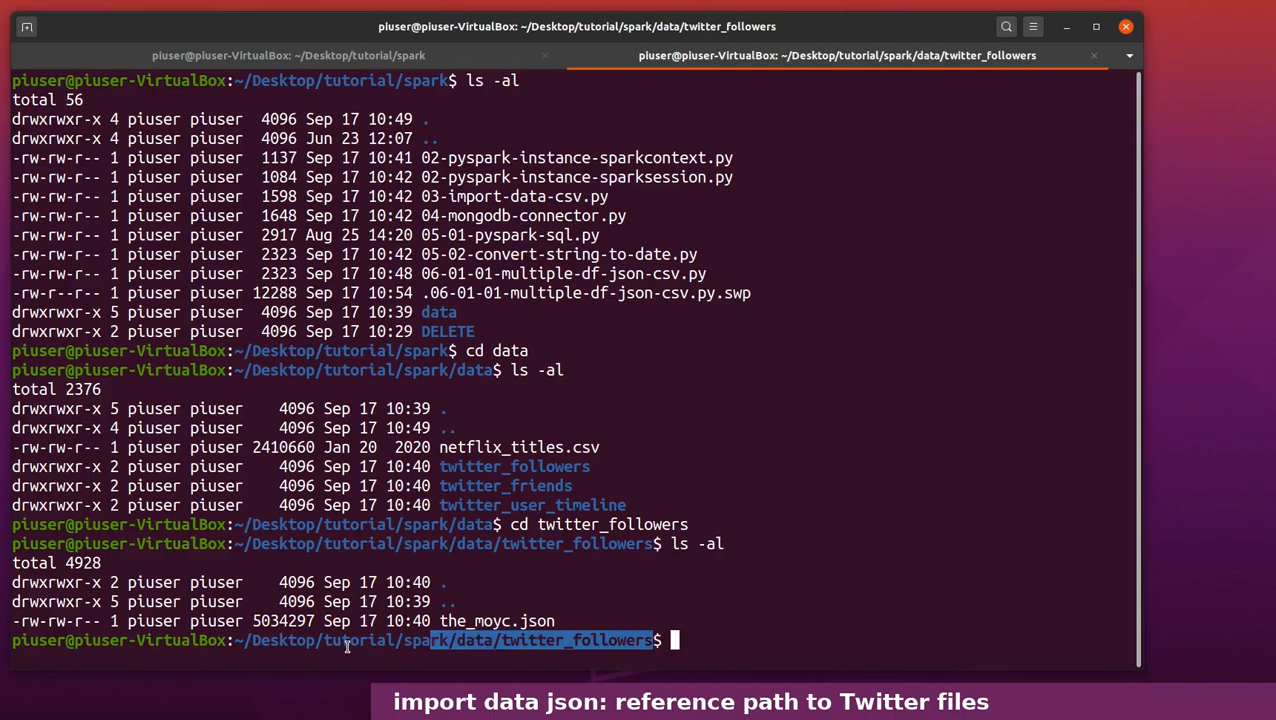 piuser@piuser-VirtualBox: ~/Desktop/tutorial/spark/data/twitter_followers
piuser@piuser-VirtualBox: ~/Desktop/tutorial/spark
piuser@piuser-VirtualBox: ~/Desktop/tutorial/spark/data/twitter_followers
piuser@piuser-VirtualBox:~/Desktop/tutorial/spark$ ls -al
total 56
drwxrwxr-x 4 piuser piuser  4096 Sep 17 10:49 .
drwxrwxr-x 4 piuser piuser  4096 Jun 23 12:07 ..
-rw-rw-r-- 1 piuser piuser  1137 Sep 17 10:41 02-pyspark-instance-sparkcontext.py
-rw-rw-r-- 1 piuser piuser  1084 Sep 17 10:42 02-pyspark-instance-sparksession.py
-rw-rw-r-- 1 piuser piuser  1598 Sep 17 10:42 03-import-data-csv.py
-rw-rw-r-- 1 piuser piuser  1648 Sep 17 10:42 04-mongodb-connector.py
-rw-rw-r-- 1 piuser piuser  2917 Aug 25 14:20 05-01-pyspark-sql.py
-rw-rw-r-- 1 piuser piuser  2323 Sep 17 10:42 05-02-convert-string-to-date.py
-rw-rw-r-- 1 piuser piuser  2323 Sep 17 10:48 06-01-01-multiple-df-json-csv.py
-rw-r--r-- 1 piuser piuser 12288 Sep 17 10:54 .06-01-01-multiple-df-json-csv.py.swp
drwxrwxr-x 5 piuser piuser  4096 Sep 17 10:39 data
drwxrwxr-x 2 piuser piuser  4096 Sep 17 10:29 DELETE
piuser@piuser-VirtualBox:~/Desktop/tutorial/spark$ cd data
piuser@piuser-VirtualBox:~/Desktop/tutorial/spark/data$ ls -al
total 2376
drwxrwxr-x 5 piuser piuser    4096 Sep 17 10:39 .
drwxrwxr-x 4 piuser piuser    4096 Sep 17 10:49 ..
-rw-rw-r-- 1 piuser piuser 2410660 Jan 20  2020 netflix_titles.csv
drwxrwxr-x 2 piuser piuser    4096 Sep 17 10:40 twitter_followers
drwxrwxr-x 2 piuser piuser    4096 Sep 17 10:40 twitter_friends
drwxrwxr-x 2 piuser piuser    4096 Sep 17 10:40 twitter_user_timeline
piuser@piuser-VirtualBox:~/Desktop/tutorial/spark/data$ cd twitter_followers
piuser@piuser-VirtualBox:~/Desktop/tutorial/spark/data/twitter_followers$ ls -al
total 4928
drwxrwxr-x 2 piuser piuser    4096 Sep 17 10:40 .
drwxrwxr-x 5 piuser piuser    4096 Sep 17 10:39 ..
-rw-rw-r-- 1 piuser piuser 5034297 Sep 17 10:40 the_moyc.json
piuser@piuser-VirtualBox:~/Desktop/tutorial/spark/data/twitter_followers$
import data json: reference path to Twitter files